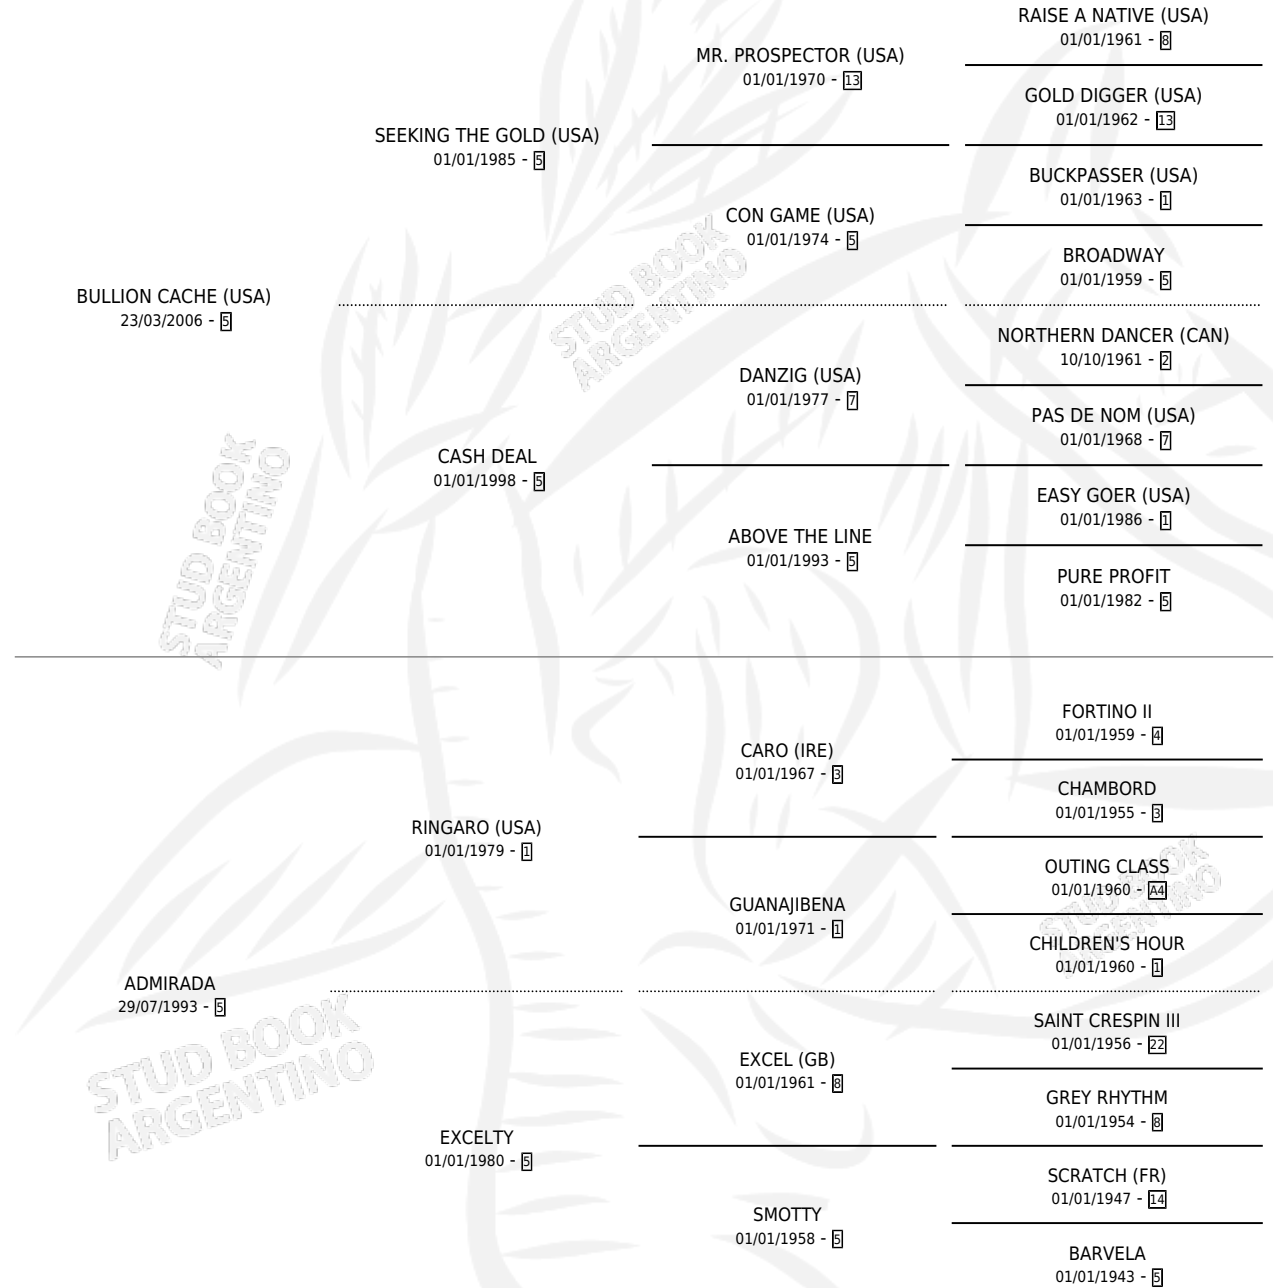 RAISE A NATIVE (USA)
01/01/1961 - 8
MR. PROSPECTOR (USA)
01/01/1970 - 13
GOLD DIGGER (USA)
01/01/1962 - 13
SEEKING THE GOLD (USA)
01/01/1985 - 5
BUCKPASSER (USA)
01/01/1963 - 1
CON GAME (USA)
01/01/1974 - 5
BROADWAY
01/01/1959 - 5
BULLION CACHE (USA)
23/03/2006 - 5
STUD BOOK
ARGENTINO
NORTHERN DANCER (CAN)
10/10/1961 - 2
DANZIG (USA)
01/01/1977 - 7
PAS DE NOM (USA)
01/01/1968 - 7
CASH DEAL
01/01/1998 - 5
EASY GOER (USA)
01/01/1986 - 1
ABOVE THE LINE
01/01/1993 - 5
PURE PROFIT
01/01/1982 - 5
STUD BOOK
ARGENTINO
FORTINO II
01/01/1959 - 4
CARO (IRE)
01/01/1967 - 3
CHAMBORD
01/01/1955 - 3
RINGARO (USA)
01/01/1979 - 1
OUTING CLASS
01/01/1960 - A4
GUANAJIBENA
01/01/1971 - 1
STUD BOOK
ARGENTINO
CHILDREN'S HOUR
01/01/1960 - 1
ADMIRADA
29/07/1993 - 5
SAINT CRESPIN III
01/01/1956 - 22
EXCEL (GB)
01/01/1961 - 8
GREY RHYTHM
01/01/1954 - 8
STUD BOOK
ARGENTINO
EXCELTY
01/01/1980 - 5
SCRATCH (FR)
01/01/1947 - 14
SMOTTY
01/01/1958 - 5
BARVELA
01/01/1943 - 5